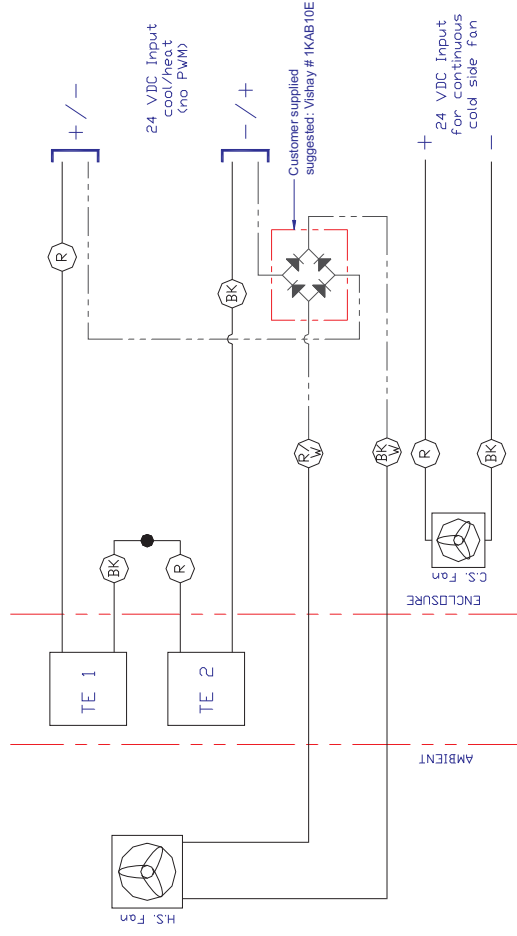 + / -
24 VDC Input
cool/heat
(no PWM)
- / +
Customer supplied
suggested: Vishay # 1KAB10E
+
24 VDC Input
for continuous
cold side fan
-
R
BK
R/
W
BK
W
R
BK
BK
R
C.S. Fan
ENCLOSURE
TE 1
TE 2
AMBIENT
H.S. Fan